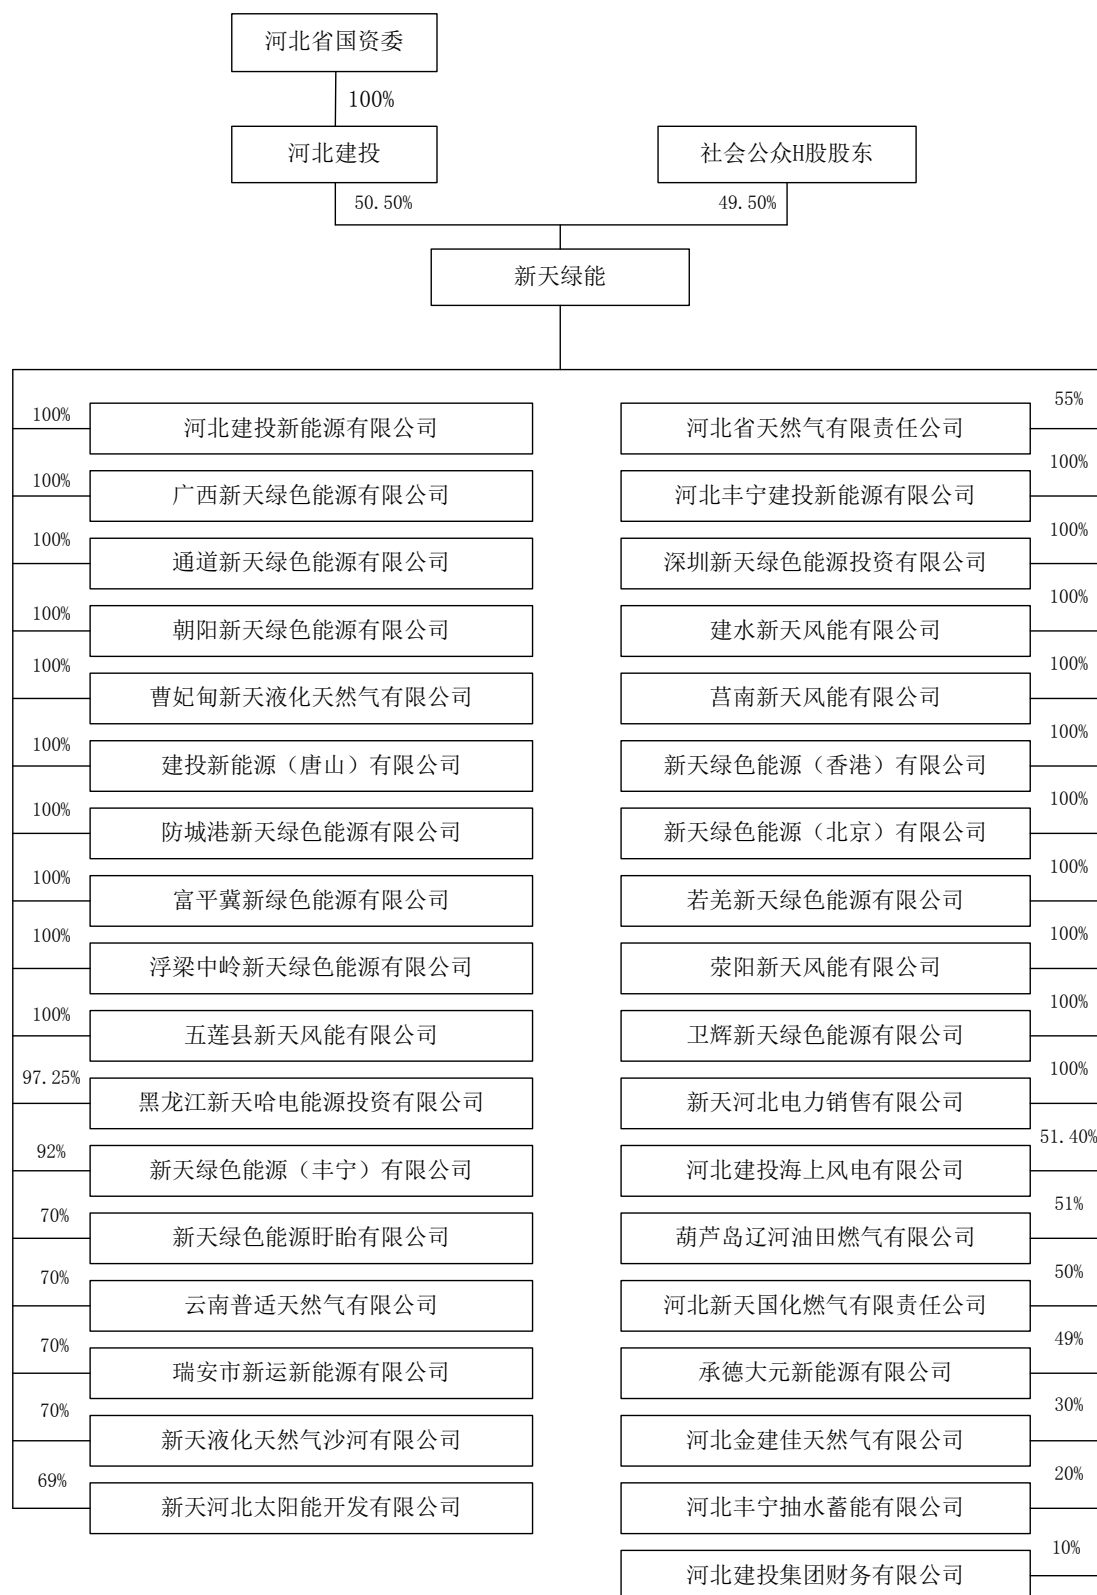 河北省国资委
100%
河北建投
社会公众H股股东
50.50%
49.50%
新天绿能
100%
河北建投新能源有限公司
河北省天然气有限责任公司
55%
100%
广西新天绿色能源有限公司
河北丰宁建投新能源有限公司
100%
100%
通道新天绿色能源有限公司
深圳新天绿色能源投资有限公司
100%
100%
朝阳新天绿色能源有限公司
建水新天风能有限公司
100%
100%
曹妃甸新天液化天然气有限公司
莒南新天风能有限公司
100%
100%
建投新能源（唐山）有限公司
新天绿色能源（香港）有限公司
100%
100%
防城港新天绿色能源有限公司
新天绿色能源（北京）有限公司
100%
100%
富平冀新绿色能源有限公司
若羌新天绿色能源有限公司
100%
100%
浮梁中岭新天绿色能源有限公司
荥阳新天风能有限公司
100%
100%
五莲县新天风能有限公司
卫辉新天绿色能源有限公司
100%
97.25%
黑龙江新天哈电能源投资有限公司
新天河北电力销售有限公司
100%
92%
新天绿色能源（丰宁）有限公司
河北建投海上风电有限公司
51.40%
70%
新天绿色能源盱眙有限公司
葫芦岛辽河油田燃气有限公司
51%
70%
云南普适天然气有限公司
河北新天国化燃气有限责任公司
50%
70%
瑞安市新运新能源有限公司
承德大元新能源有限公司
49%
70%
新天液化天然气沙河有限公司
河北金建佳天然气有限公司
30%
69%
新天河北太阳能开发有限公司
河北丰宁抽水蓄能有限公司
20%
河北建投集团财务有限公司
10%